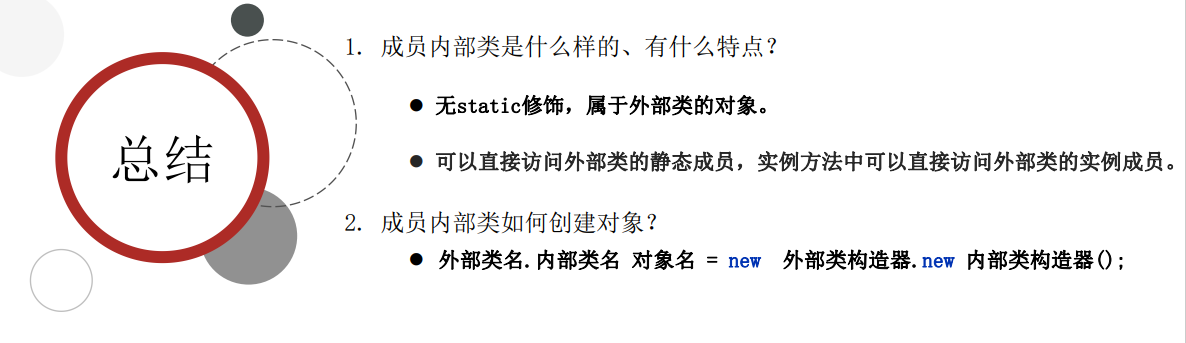 总结
1. 成员内部类是什么样的、有什么特点？
● 无static修饰，属于外部类的对象。
● 可以直接访问外部类的静态成员，实例方法中可以直接访问外部类的实例成员。
2. 成员内部类如何创建对象？
● 外部类名.内部类名 对象名 = new 外部类构造器.new 内部类构造器();